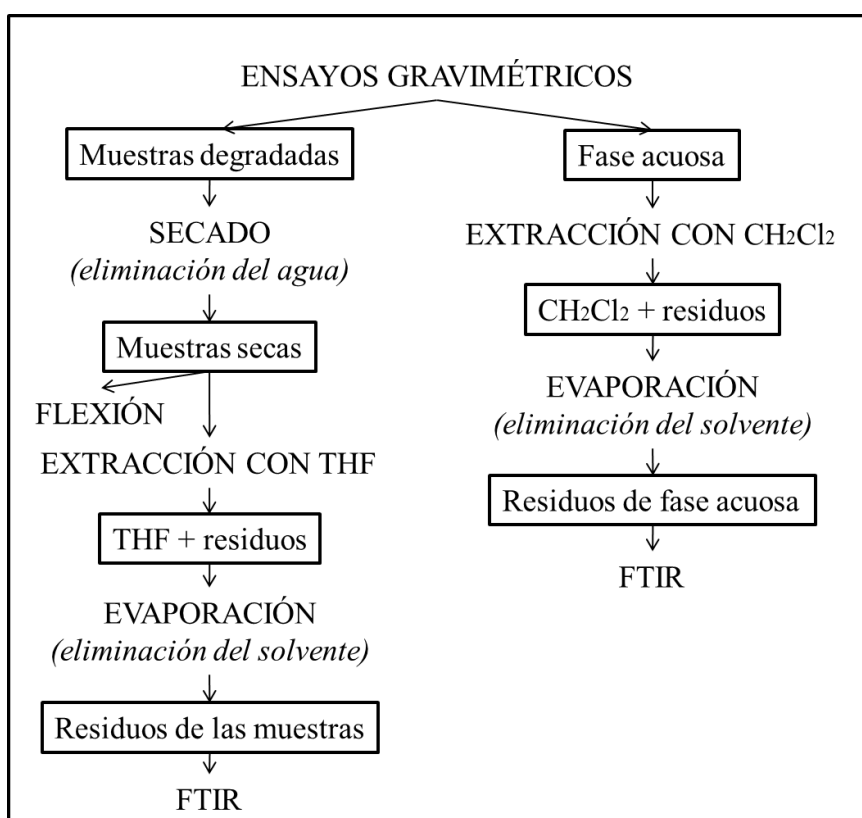 ENSAYOS GRAVIMÉTRICOS
Muestras degradadas
SECADO
(eliminación del agua)
Muestras secas
FLEXIÓN
EXTRACCIÓN CON THF
THF + residuos
EVAPORACIÓN
(eliminación del solvente)
Residuos de las muestras
FTIR
Fase acuosa
EXTRACCIÓN CON CH₂Cl₂
CH₂Cl₂ + residuos
EVAPORACIÓN
(eliminación del solvente)
Residuos de fase acuosa
FTIR